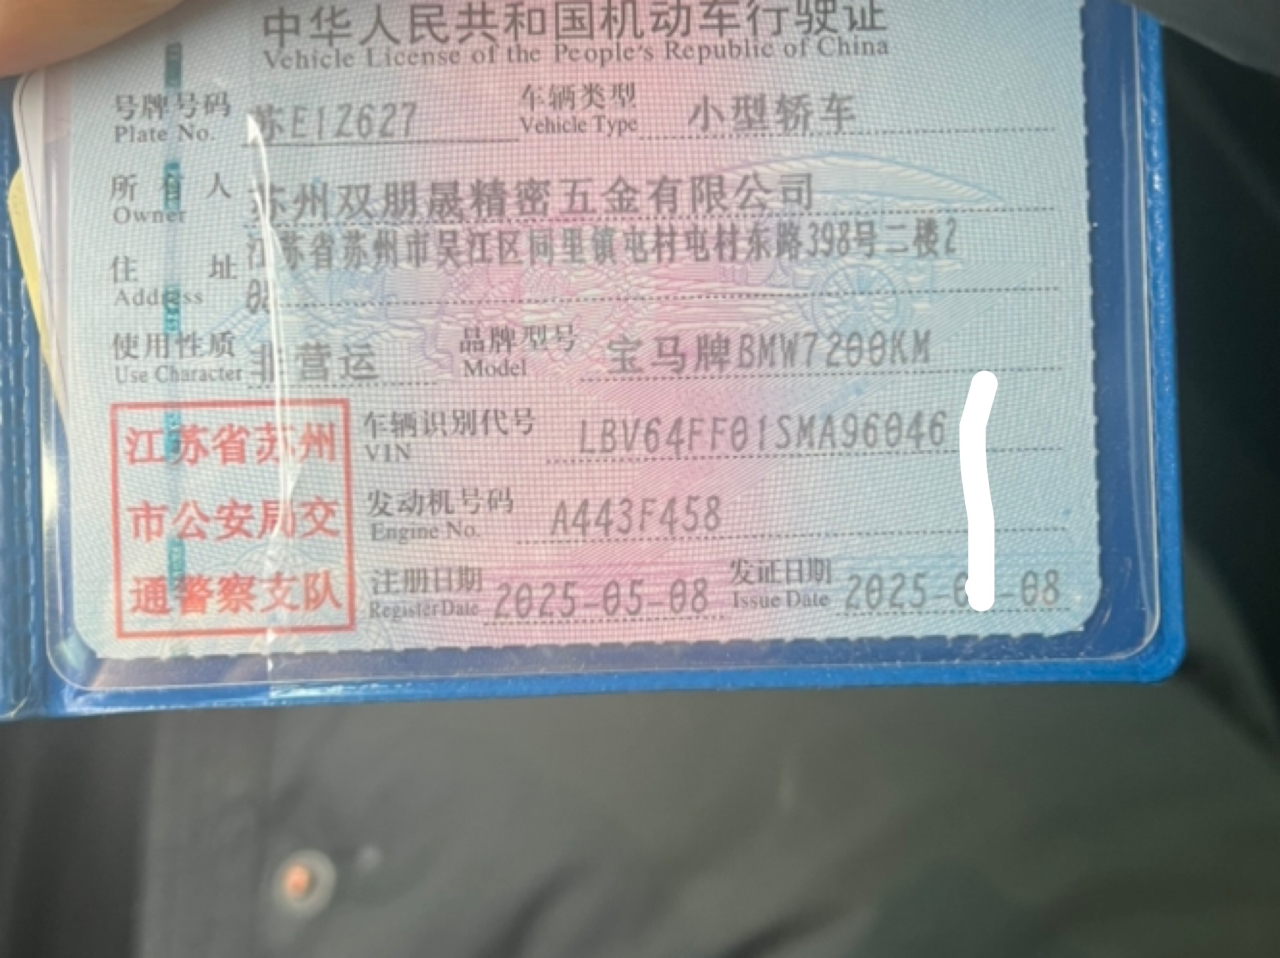 中华人民共和国机动车行驶证
Vehicle License of the People's Republic of China
号牌号码 苏E1Z627 车辆类型 小型轿车
Plate No. Vehicle Type
所有人 苏州双朋晟精密五金有限公司
Owner
江苏省苏州市吴江区同里镇屯村屯村东路398号二楼2
住址
Address
使用性质 非营运 品牌型号 宝马牌BMW7200KM
Use Character Model
江苏省苏州
市公安局交
通警察支队
车辆识别代号 LBV64FF01SMA96046
VIN
发动机号码 A443F458
Engine No.
注册日期 2025-05-08 发证日期 2025- -08
Register Date Issue Date